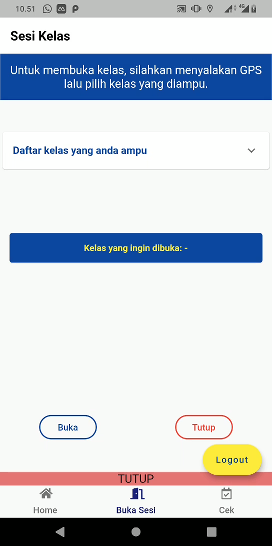 10.51
Sesi Kelas
Untuk membuka kelas, silahkan menyalakan GPS
lalu pilih kelas yang diampu.
Daftar kelas yang anda ampu
Kelas yang ingin dibuka: -
Buka
Tutup
Logout
TUTUP
Home
Buka Sesi
Cek